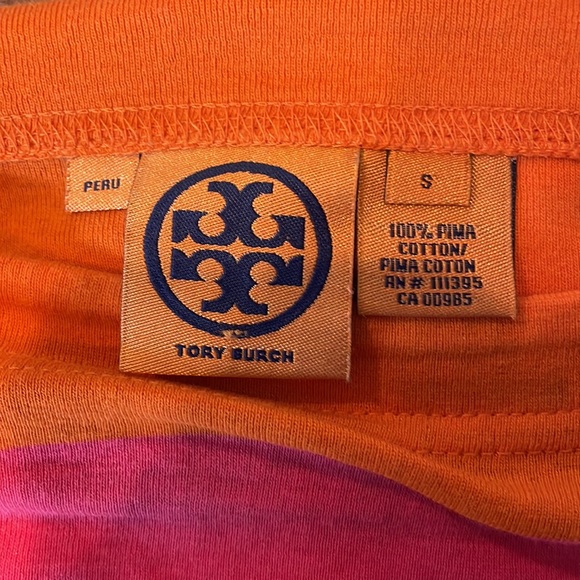 PERU
TORY BURCH
S
100% PIMA
COTTON/
PIMA COTON
RN # 111395
CA 00985